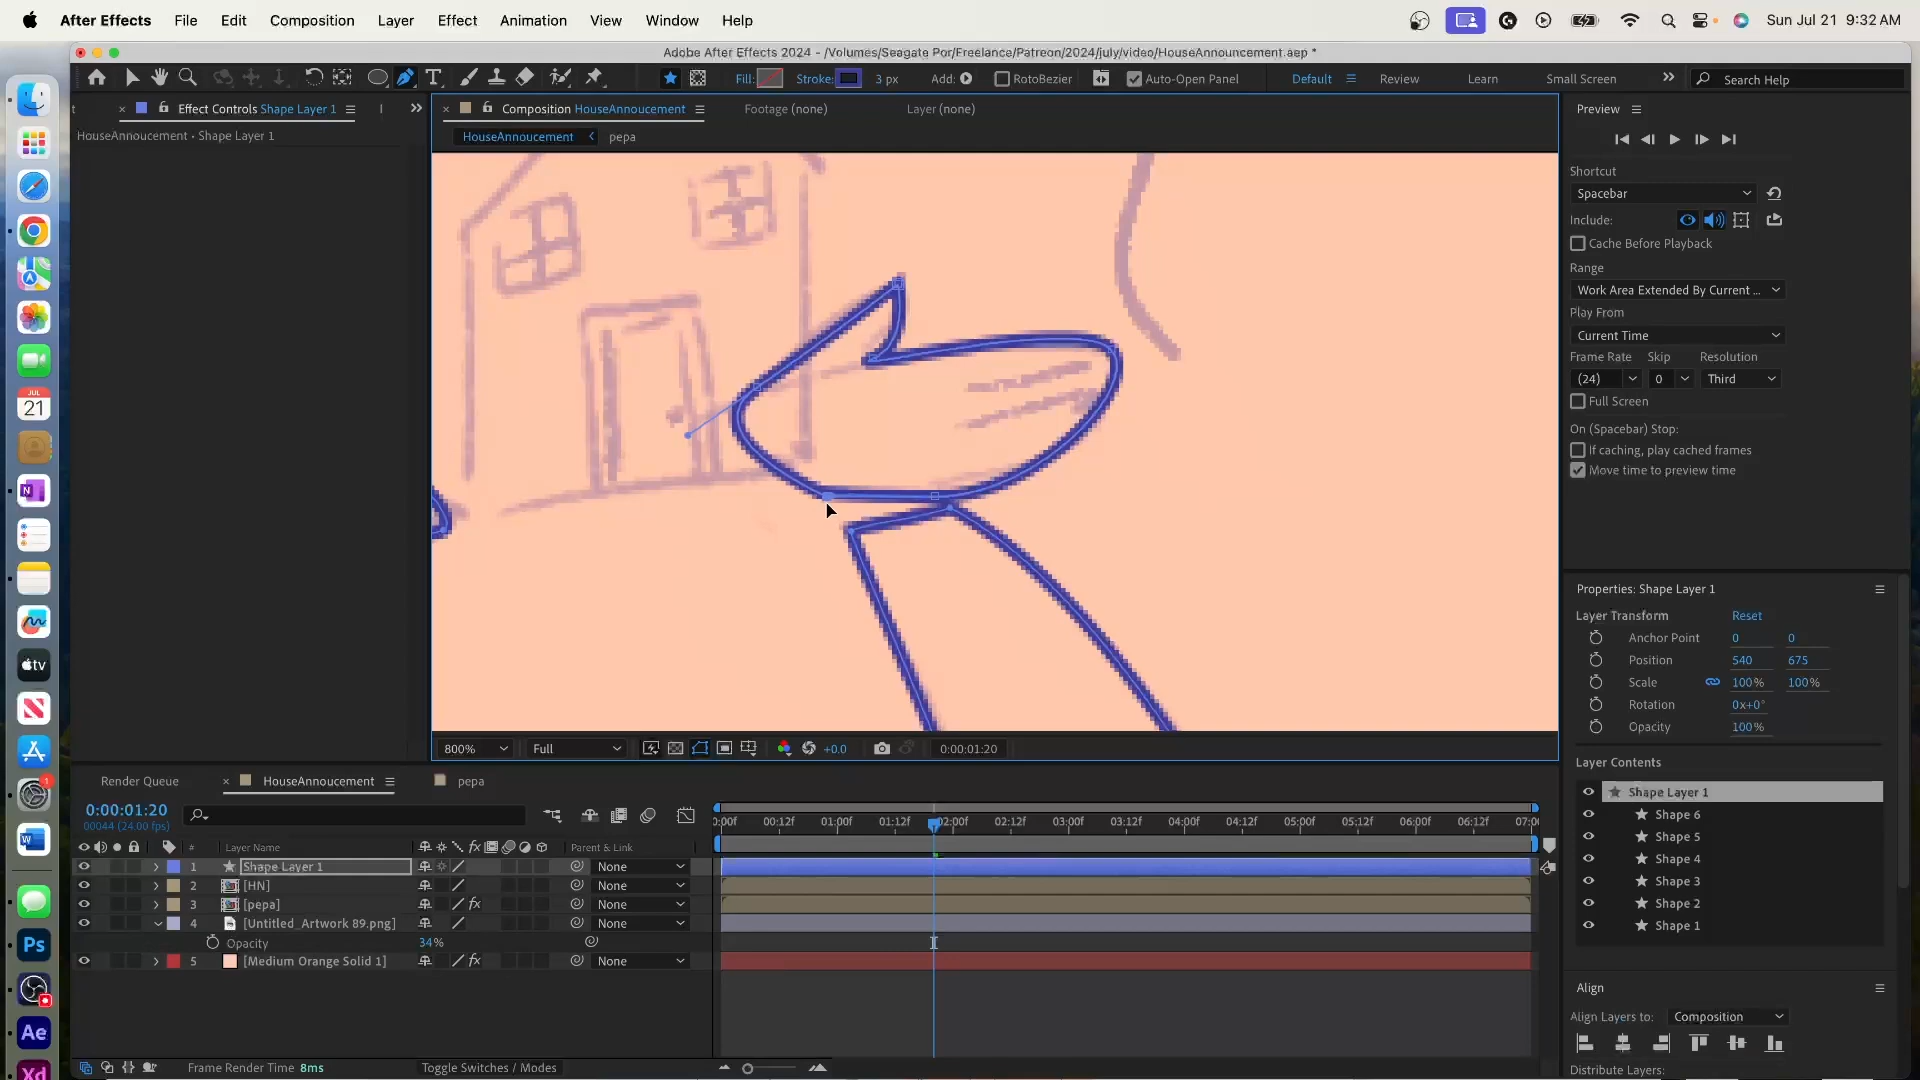 After Effects File Edit Composition Layer Effect Animation View Window Help Sun Jul 21 9:32 AM
Adobe After Effects 2024 - /Volumes/Seagate Por/Freelance/Patreon/2024/july/video/HouseAnnouncement.aep *
Fill: Stroke: 3 px Add: RotoBezier Auto-Open Panel Default Review Learn Small Screen Search Help
t Effect Controls Shape Layer 1
HouseAnnoucement • Shape Layer 1
Composition HouseAnnoucement Footage (none) Layer (none)
HouseAnnoucement pepa
Preview
Shortcut
Spacebar
Include:
Cache Before Playback
Range
Work Area Extended By Current ...
Play From
Current Time
Frame Rate Skip Resolution
(24) 0 Third
Full Screen
On (Spacebar) Stop:
If caching, play cached frames
Move time to preview time
Properties: Shape Layer 1
Layer Transform Reset
Anchor Point 0 0
Position 540 675
Scale 100% 100%
Rotation 0x+0°
Opacity 100%
Layer Contents
Shape Layer 1
Shape 6
Shape 5
Shape 4
Shape 3
Shape 2
Shape 1
Align
Align Layers to: Composition
Distribute Layers:
800% Full +0.0 0:00:01:20
Render Queue HouseAnnoucement pepa
0:00:01:20
00044 (24.00 fps)
:00f 00:12f 01:00f 01:12f 02:00f 02:12f 03:00f 03:12f 04:00f 04:12f 05:00f 05:12f 06:00f 06:12f 07:0
# Layer Name fx Parent & Link
1 Shape Layer 1 None
2 [HN] None
3 [pepa] fx None
4 [Untitled_Artwork 89.png] None
Opacity 34%
5 [Medium Orange Solid 1] fx None
Frame Render Time 8ms Toggle Switches / Modes
JUL
21
tv
1
Ps
Ae
Xd